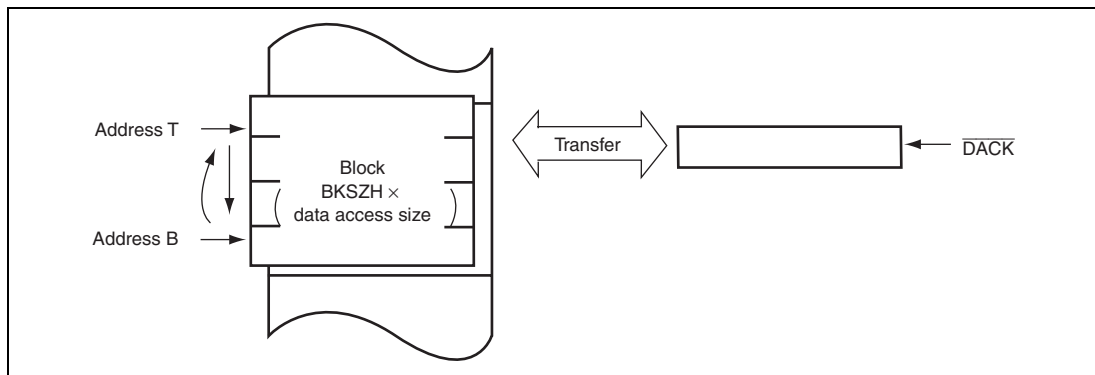 Address T
Block
BKSZH ×
data access size
Address B
Transfer
DACK